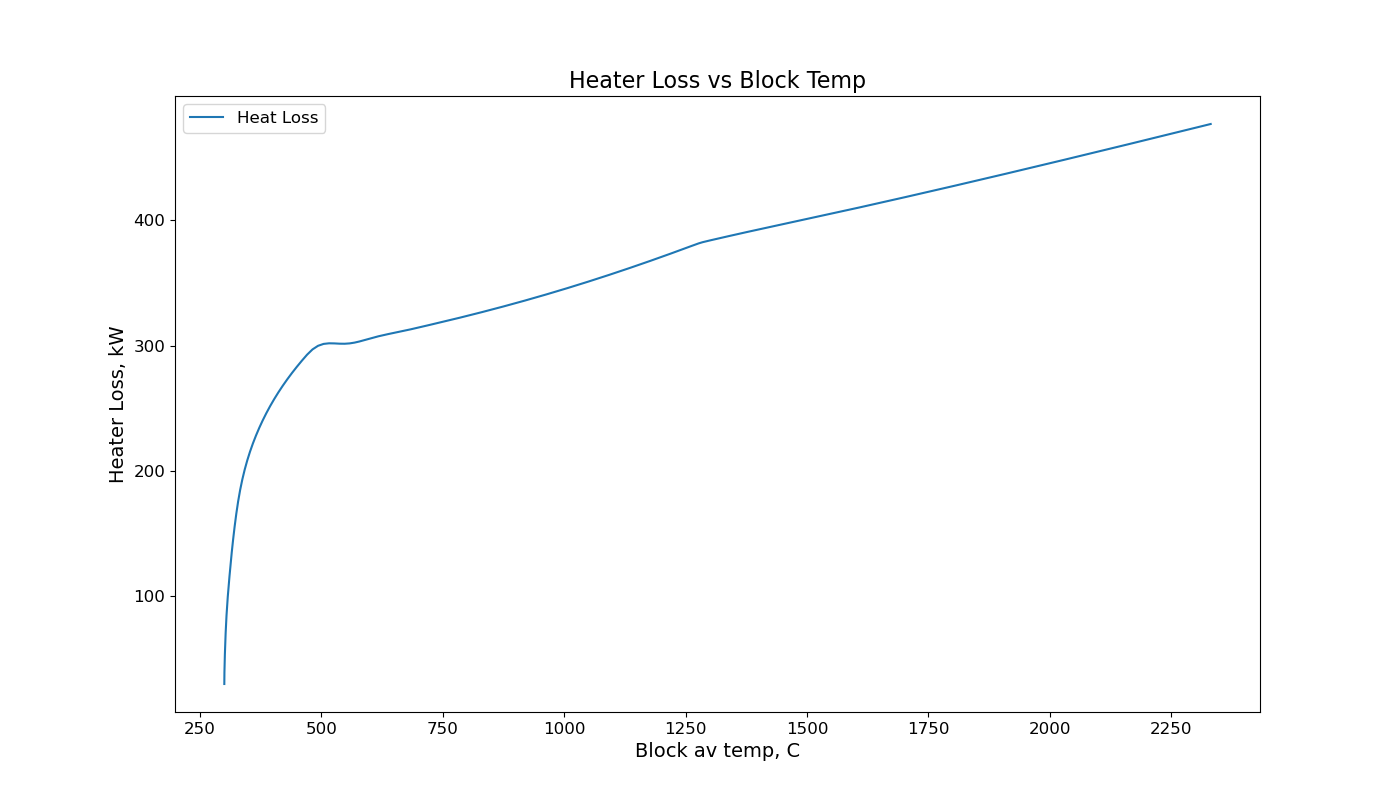 Heater Loss vs Block Temp
Heat Loss
Heater Loss, kW
400
300
200
100
250 500 750 1000 1250 1500 1750 2000 2250
Block av temp, C